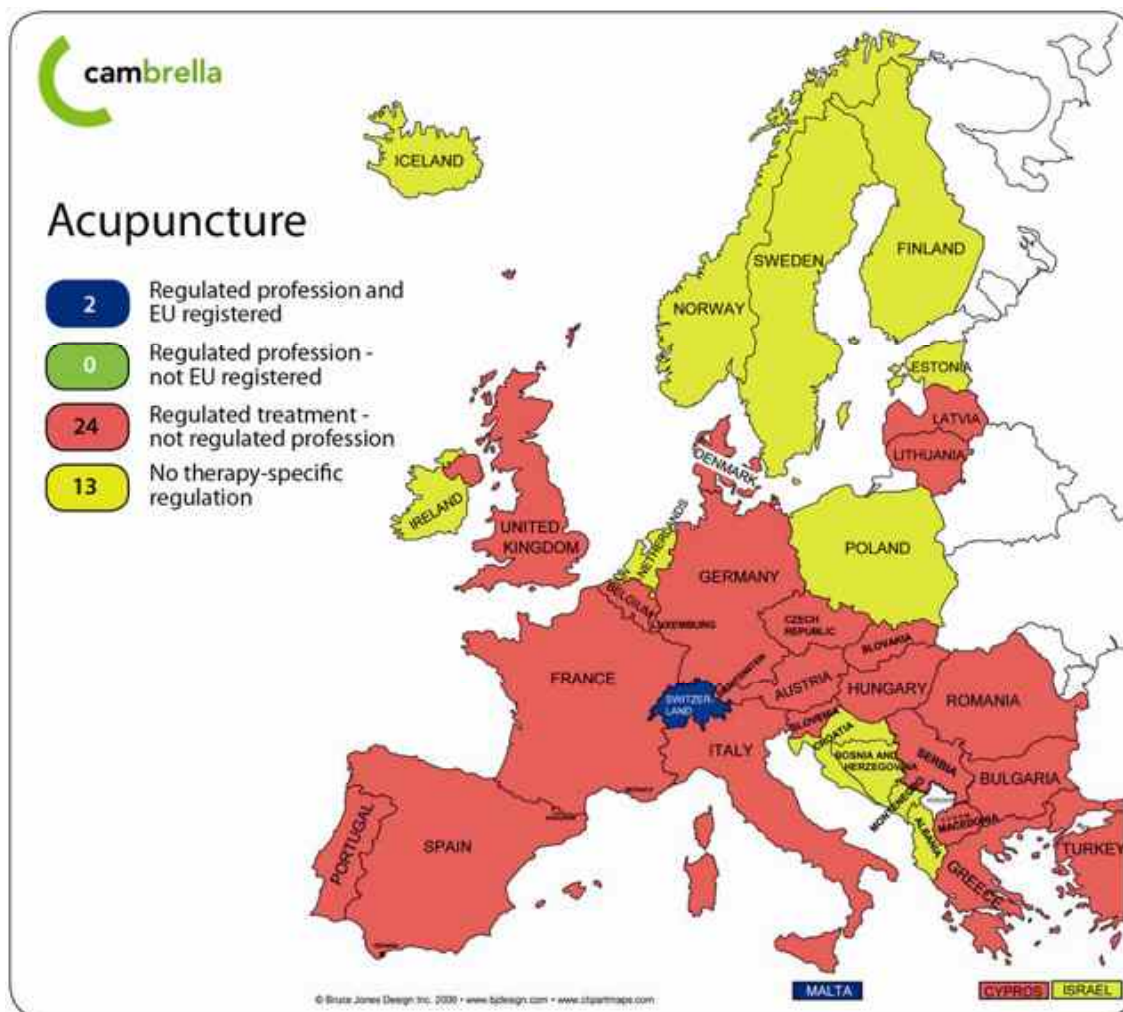 cambrella
Acupuncture
2 Regulated profession and
EU registered
0 Regulated profession -
not EU registered
24 Regulated treatment -
not regulated profession
13 No therapy-specific
regulation
ICELAND
NORWAY
SWEDEN
FINLAND
ESTONIA
LATVIA
LITHUANIA
DENMARK
IRELAND
UNITED
KINGDOM
NETHERLANDS
BELGIUM
LUXEMBURG
GERMANY
POLAND
CZECH
REPUBLIC
SLOVAKIA
FRANCE
SWITZER-
LAND
AUSTRIA
HUNGARY
ROMANIA
SLOVENIA
CROATIA
ITALY
BOSNIA AND
HERZEGOVINA
SERBIA
BULGARIA
MONTENEGRO
MACEDONIA
ALBANIA
PORTUGAL
SPAIN
GREECE
TURKEY
MALTA
CYPROS
ISRAEL
© Bruce Jones Design Inc. 2009 • www.bjdesign.com • www.clipartmaps.com